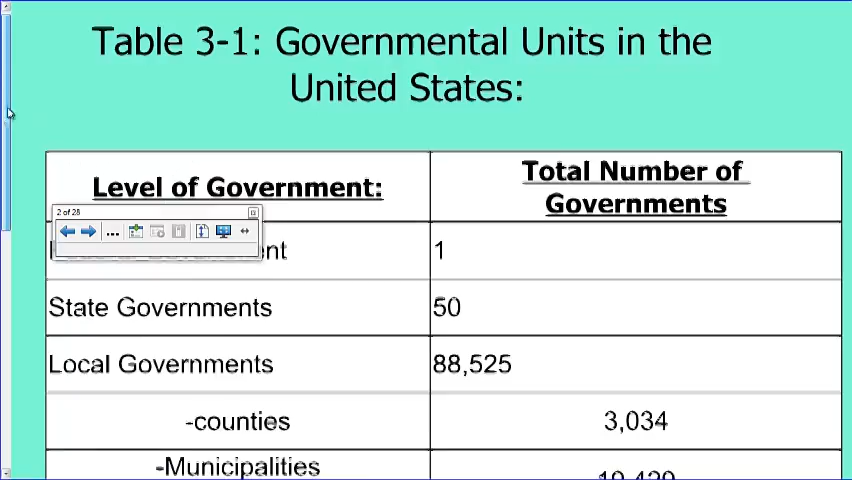 Table 3-1: Governmental Units in the
United States:
Level of Government:
Total Number of
Governments
2 of 28
1
State Governments
50
Local Governments
88,525
-counties
3,034
-Municipalities